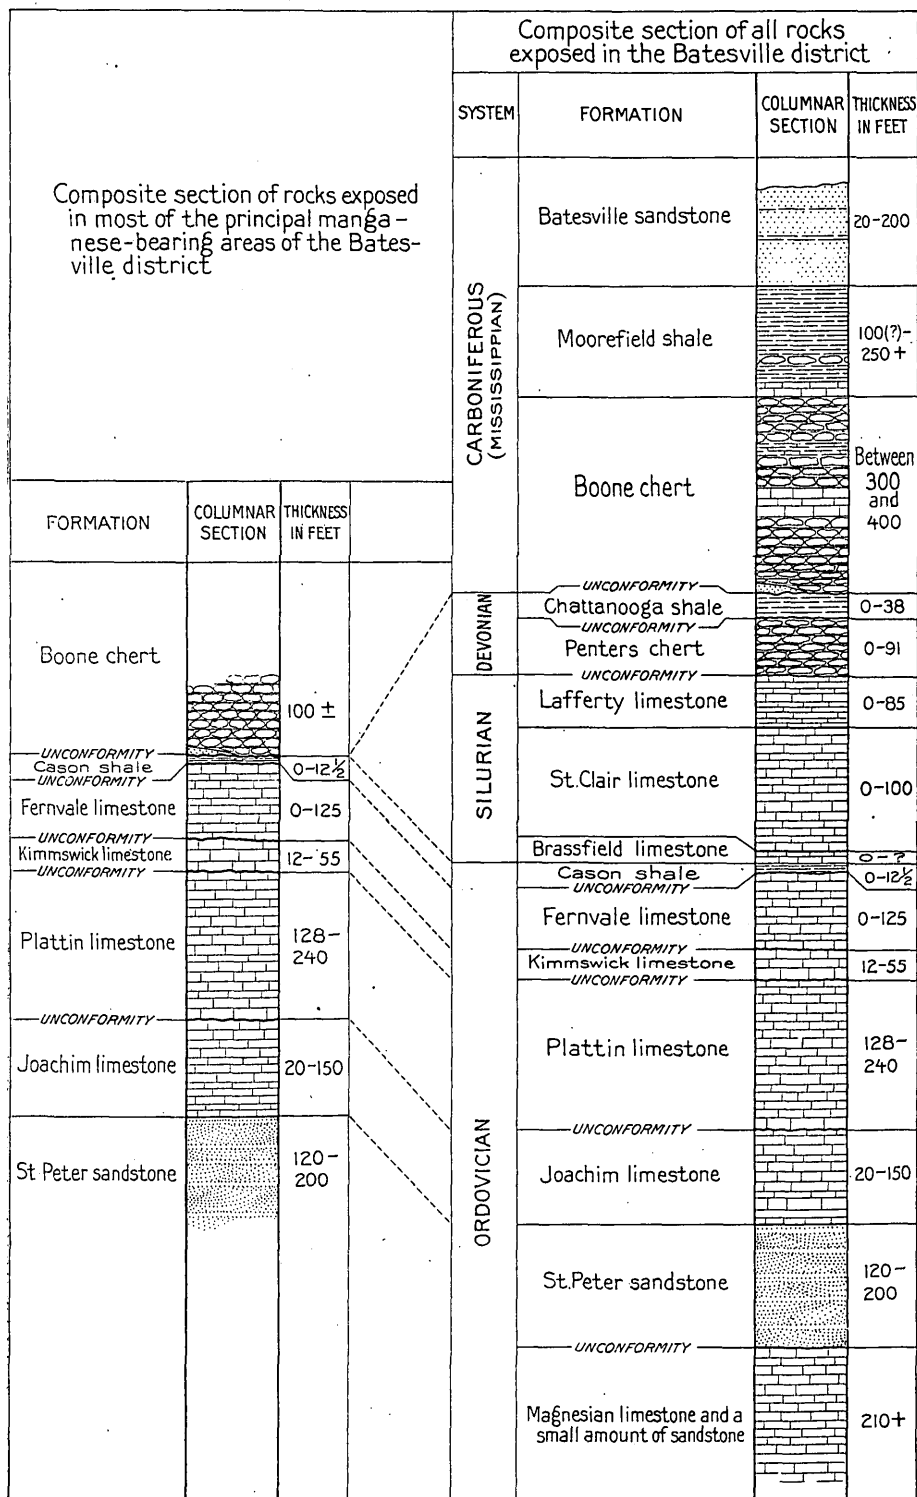 Composite section of rocks exposed
in most of the principal manga-
nese-bearing areas of the Bates-
ville district
FORMATION
COLUMNAR
SECTION
THICKNESS
IN FEET
Boone chert
100 ±
UNCONFORMITY
Cason shale
0-12½
UNCONFORMITY
Fernvale limestone
0-125
UNCONFORMITY
Kimmswick limestone
12-55
UNCONFORMITY
Plattin limestone
128-
240
UNCONFORMITY
Joachim limestone
20-150
St. Peter sandstone
120-
200
Composite section of all rocks
exposed in the Batesville district
SYSTEM
FORMATION
COLUMNAR
SECTION
THICKNESS
IN FEET
CARBONIFEROUS
(MISSISSIPPIAN)
Batesville sandstone
20-200
Moorefield shale
100(?)-
250+
Boone chert
Between
300
and
400
UNCONFORMITY
DEVONIAN
Chattanooga shale
0-38
UNCONFORMITY
Penters chert
0-91
UNCONFORMITY
SILURIAN
Lafferty limestone
0-85
St. Clair limestone
0-100
Brassfield limestone
0-?
ORDOVICIAN
Cason shale
0-12½
UNCONFORMITY
Fernvale limestone
0-125
UNCONFORMITY
Kimmswick limestone
12-55
UNCONFORMITY
Plattin limestone
128-
240
UNCONFORMITY
Joachim limestone
20-150
St. Peter sandstone
120-
200
UNCONFORMITY
Magnesian limestone and a
small amount of sandstone
210+